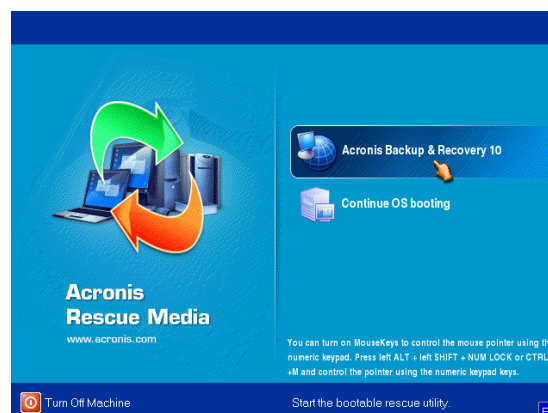 Acronis Backup & Recovery 10
Continue OS booting
Acronis
Rescue Media
www.acronis.com
You can turn on MouseKeys to control the mouse pointer using th
numeric keypad. Press left ALT + left SHIFT + NUM LOCK or CTRL
+M and control the pointer using the numeric keypad keys.
Turn Off Machine
Start the bootable rescue utility.